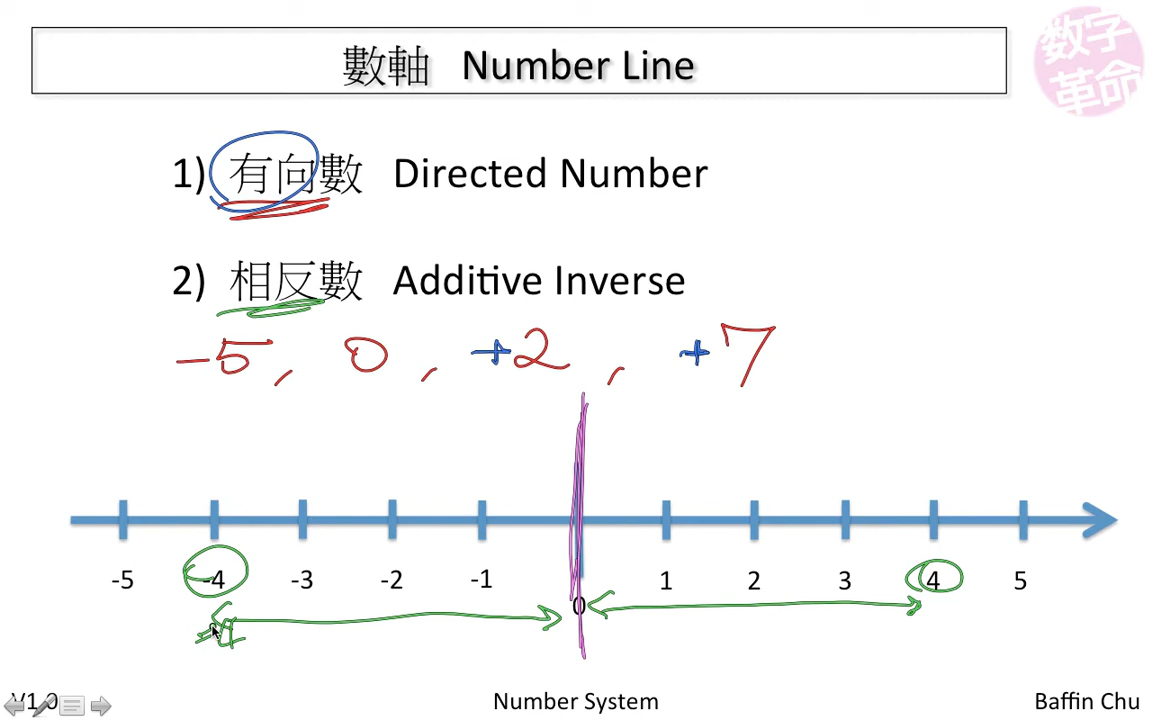 數軸 Number Line
数字
革命
1) 有向數 Directed Number
2) 相反數 Additive Inverse
-5, 0, +2, +7
-5 -4 -3 -2 -1 0 1 2 3 4 5
V1.0 Number System Baffin Chu